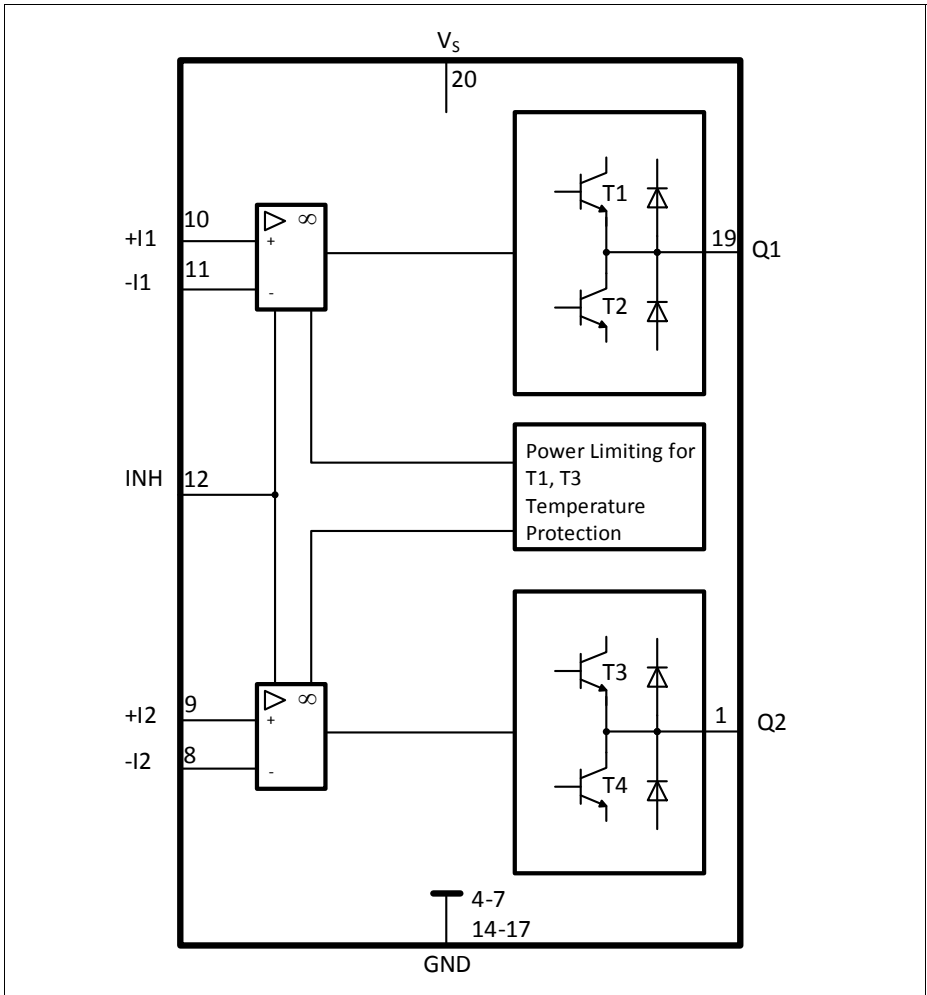 VS
20
T1
10
∞
+I1
+
19
Q1
11
-I1
-
T2
Power Limiting for
T1, T3
Temperature
Protection
INH
12
T3
9
∞
+I2
+
1
Q2
8
-I2
-
T4
4-7
14-17
GND